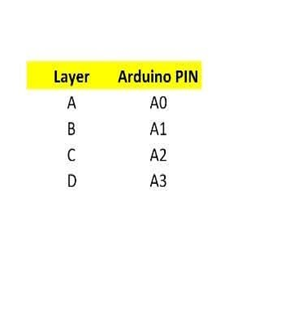 Layer Arduino PIN
A A0
B A1
C A2
D A3